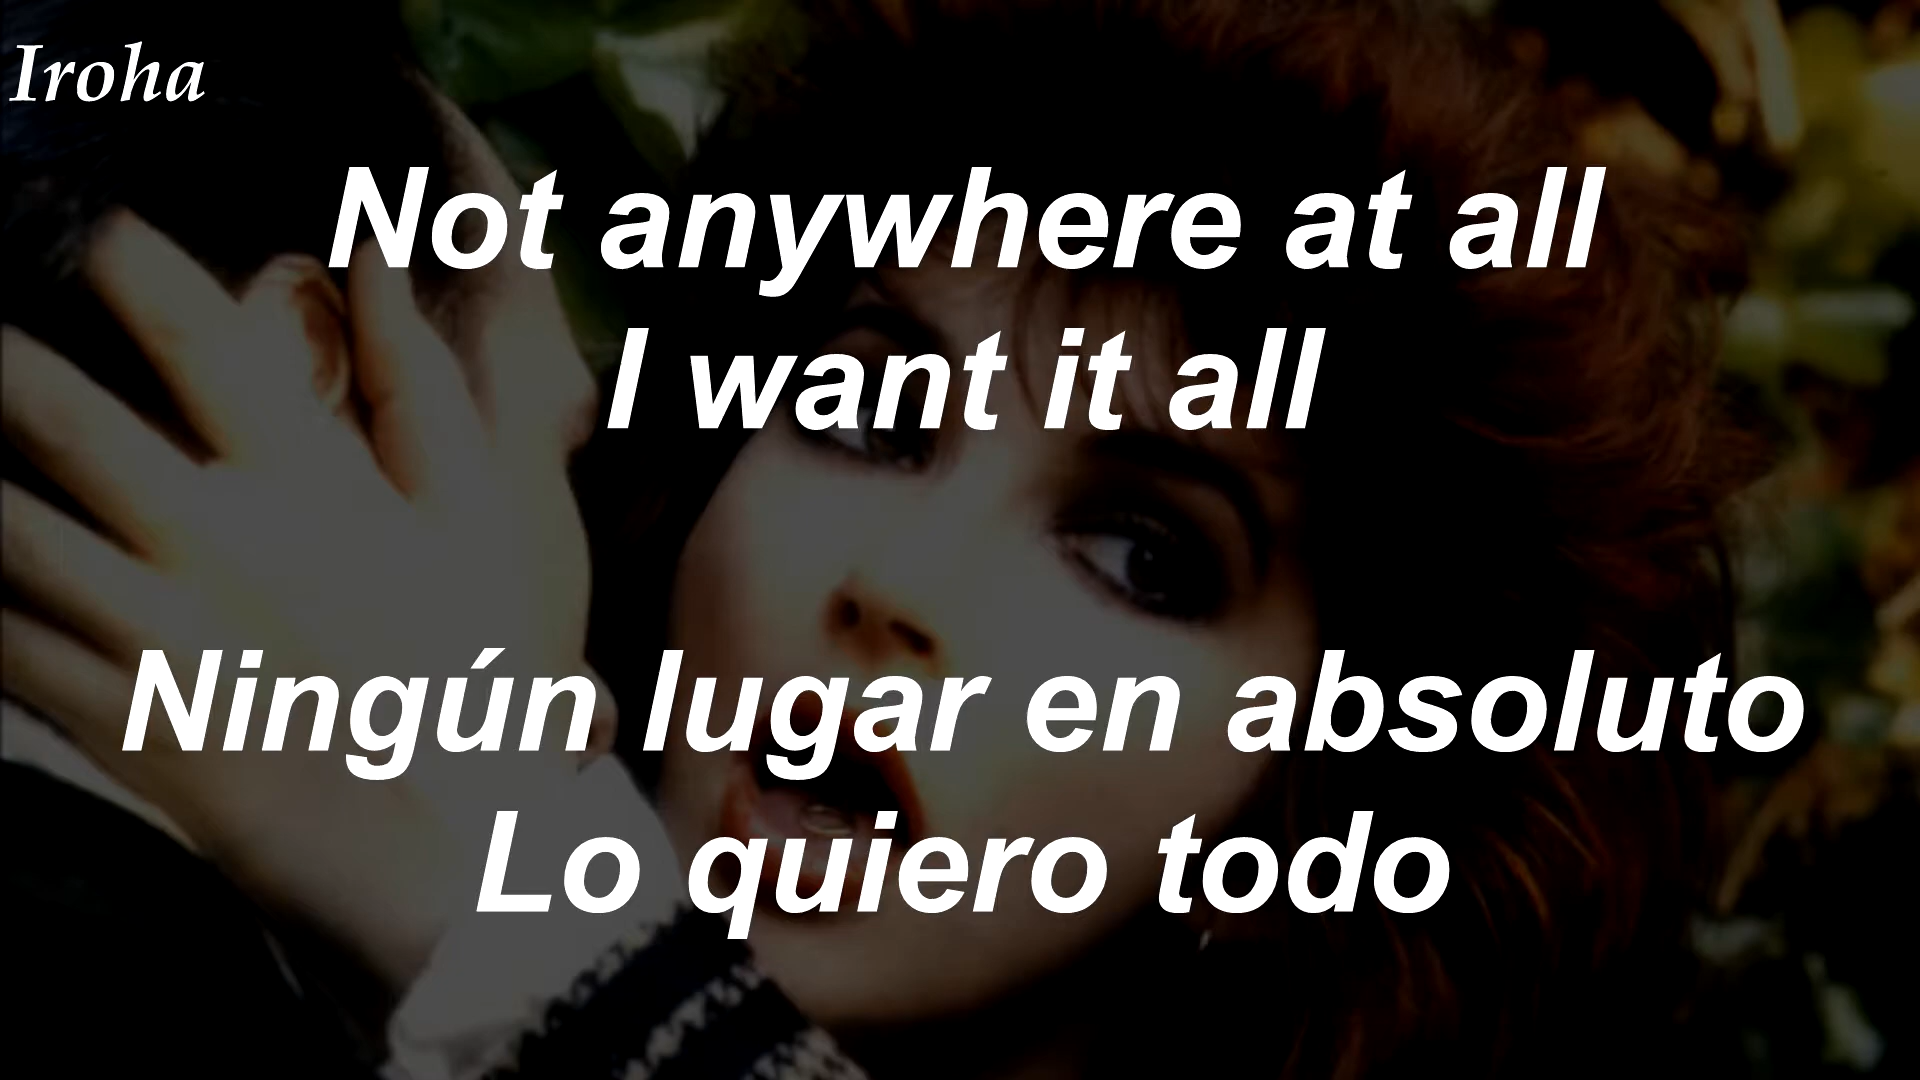 Iroha
Not anywhere at all
I want it all
Ningún lugar en absoluto
Lo quiero todo